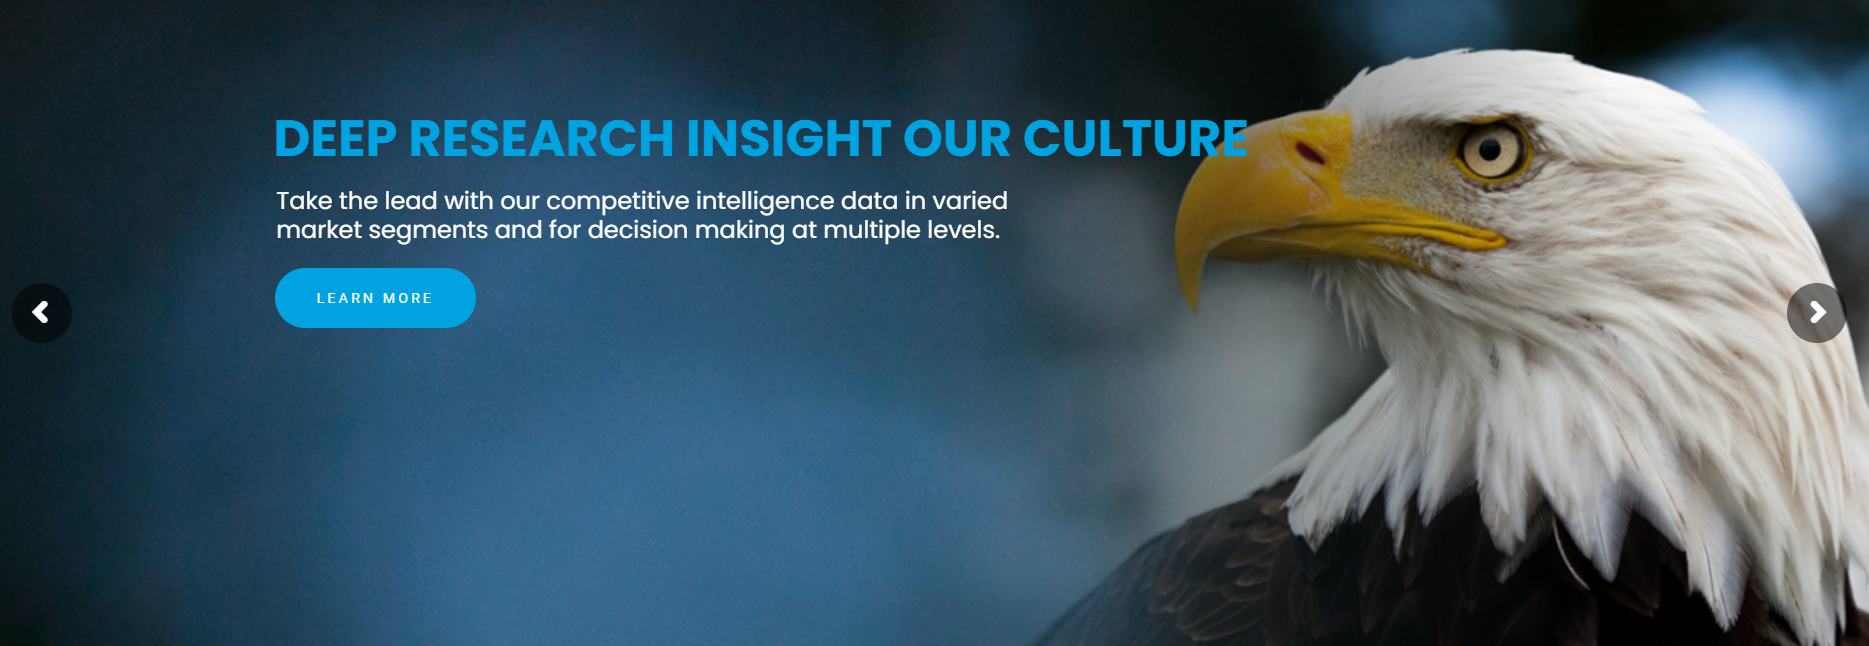 DEEP RESEARCH INSIGHT OUR CULTURE
Take the lead with our competitive intelligence data in varied
market segments and for decision making at multiple levels.
LEARN MORE